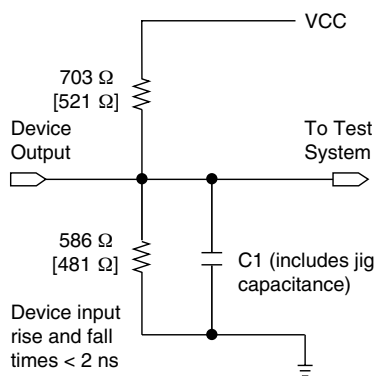 VCC
703 Ω
[521 Ω]
Device
Output
To Test
System
586 Ω
[481 Ω]
C1 (includes jig
capacitance)
Device input
rise and fall
times < 2 ns